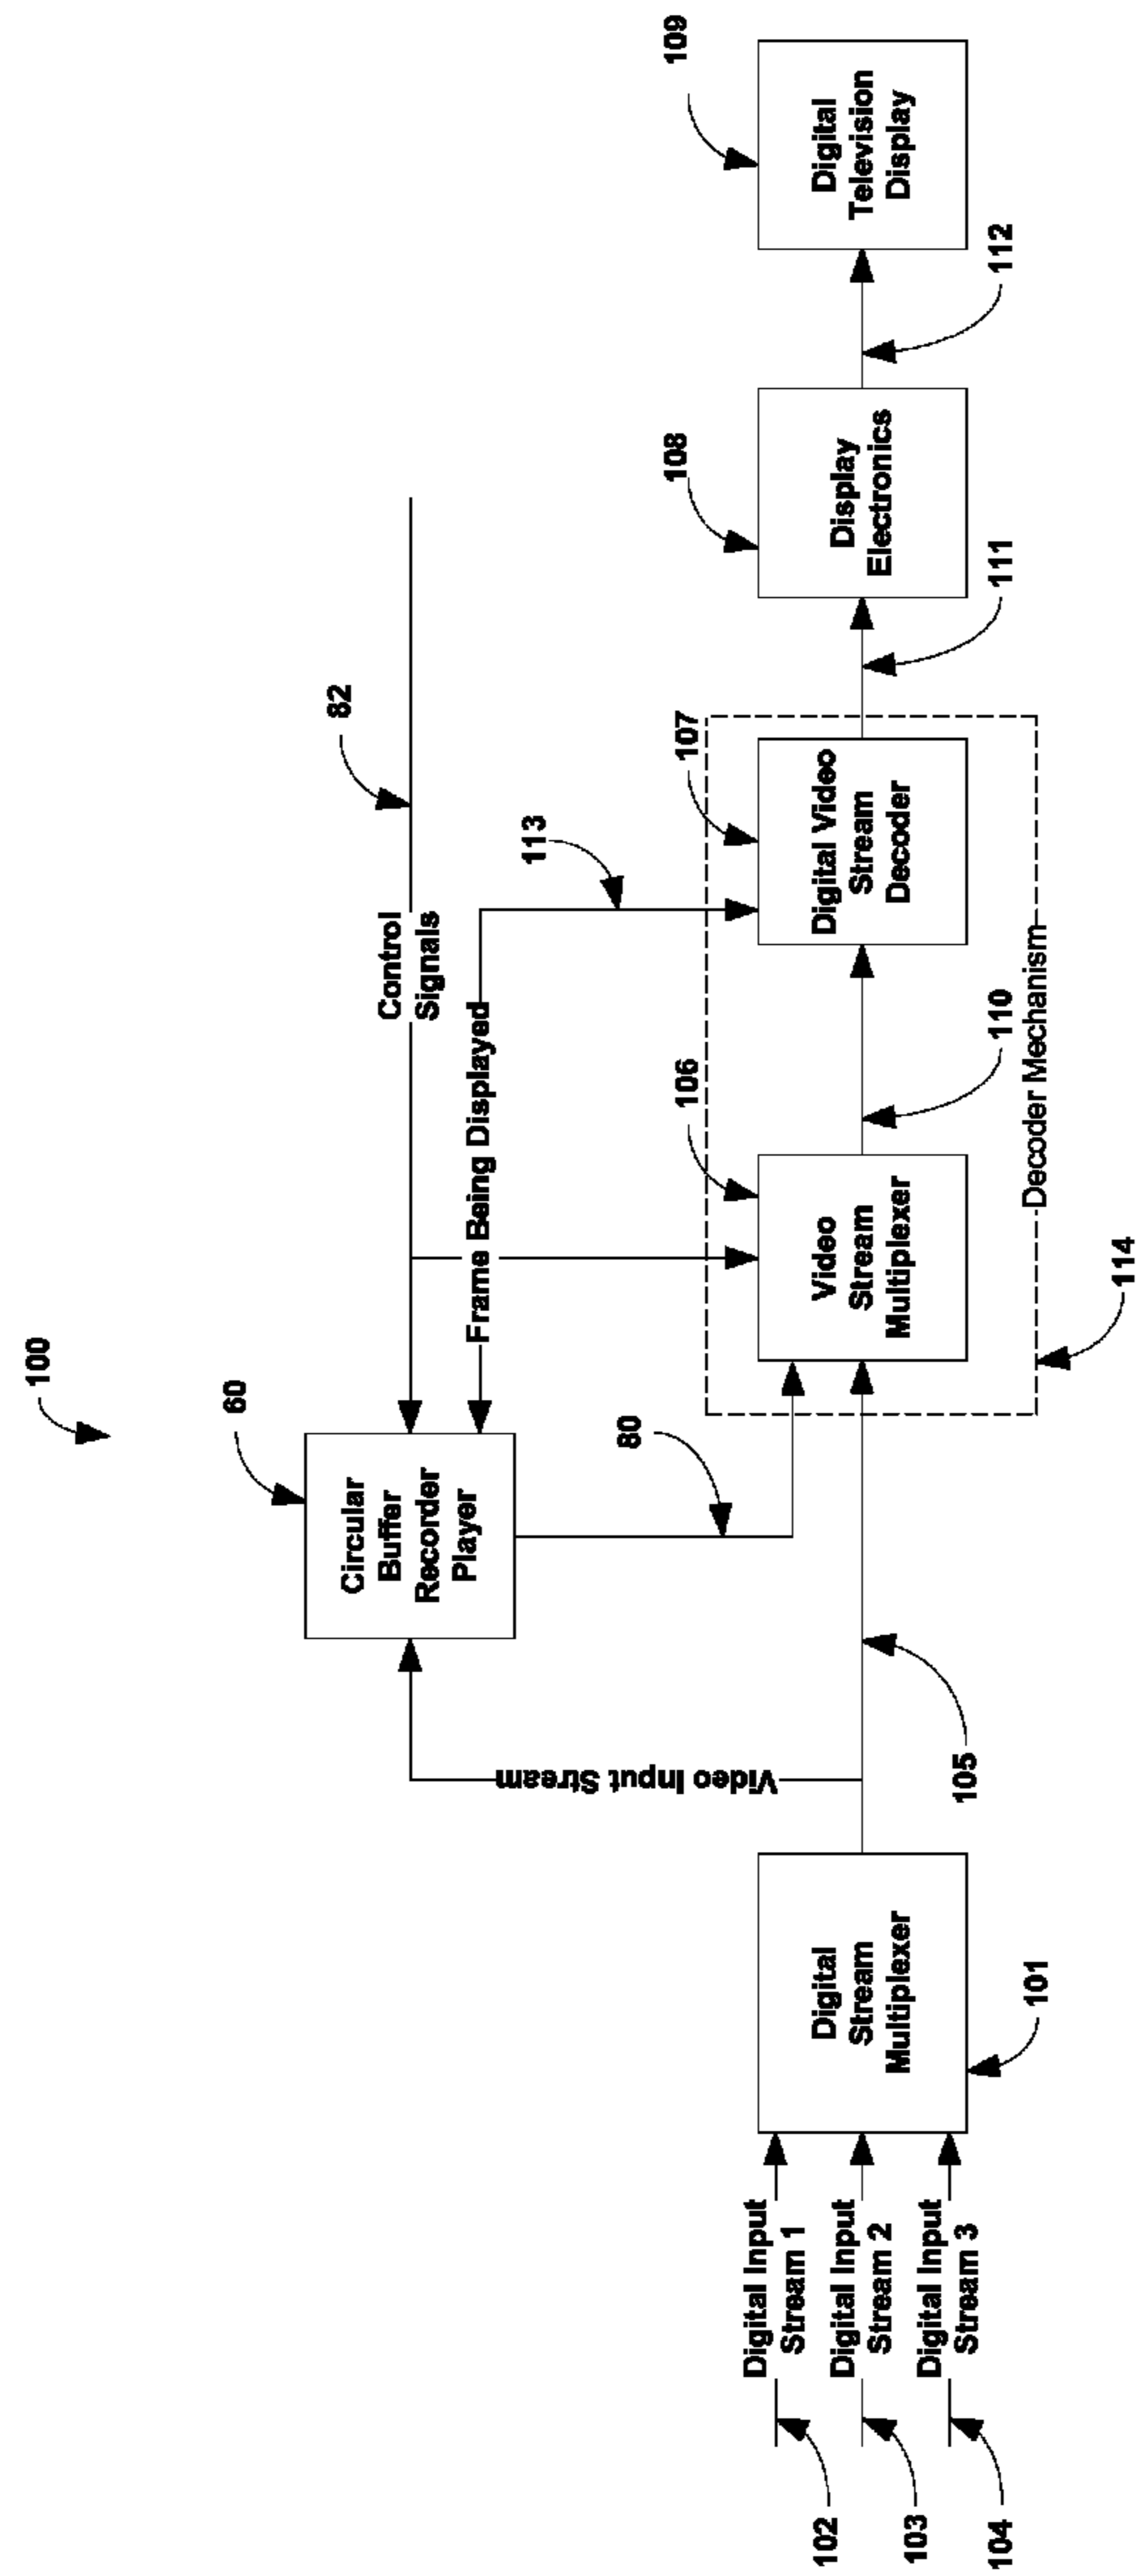 100
60
82
Control
Signals
Frame Being Displayed
113
Circular
Buffer
Recorder
Player
80
Video Input Stream
102
103
104
Digital Input
Stream 1
Digital Input
Stream 2
Digital Input
Stream 3
Digital
Stream
Multiplexer
101
105
106
Video
Stream
Multiplexer
110
107
Digital Video
Stream
Decoder
Decoder Mechanism
114
111
108
Display
Electronics
112
109
Digital
Television
Display